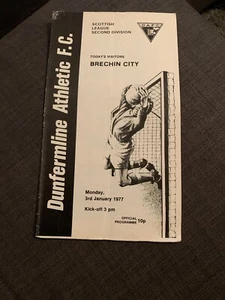 Dunfermline Athletic F.C.
SCOTTISH
LEAGUE
SECOND DIVISION
TODAY'S VISITORS
BRECHIN CITY
Monday,
3rd January 1977
Kick-off 3 pm
OFFICIAL
PROGRAMME 10p